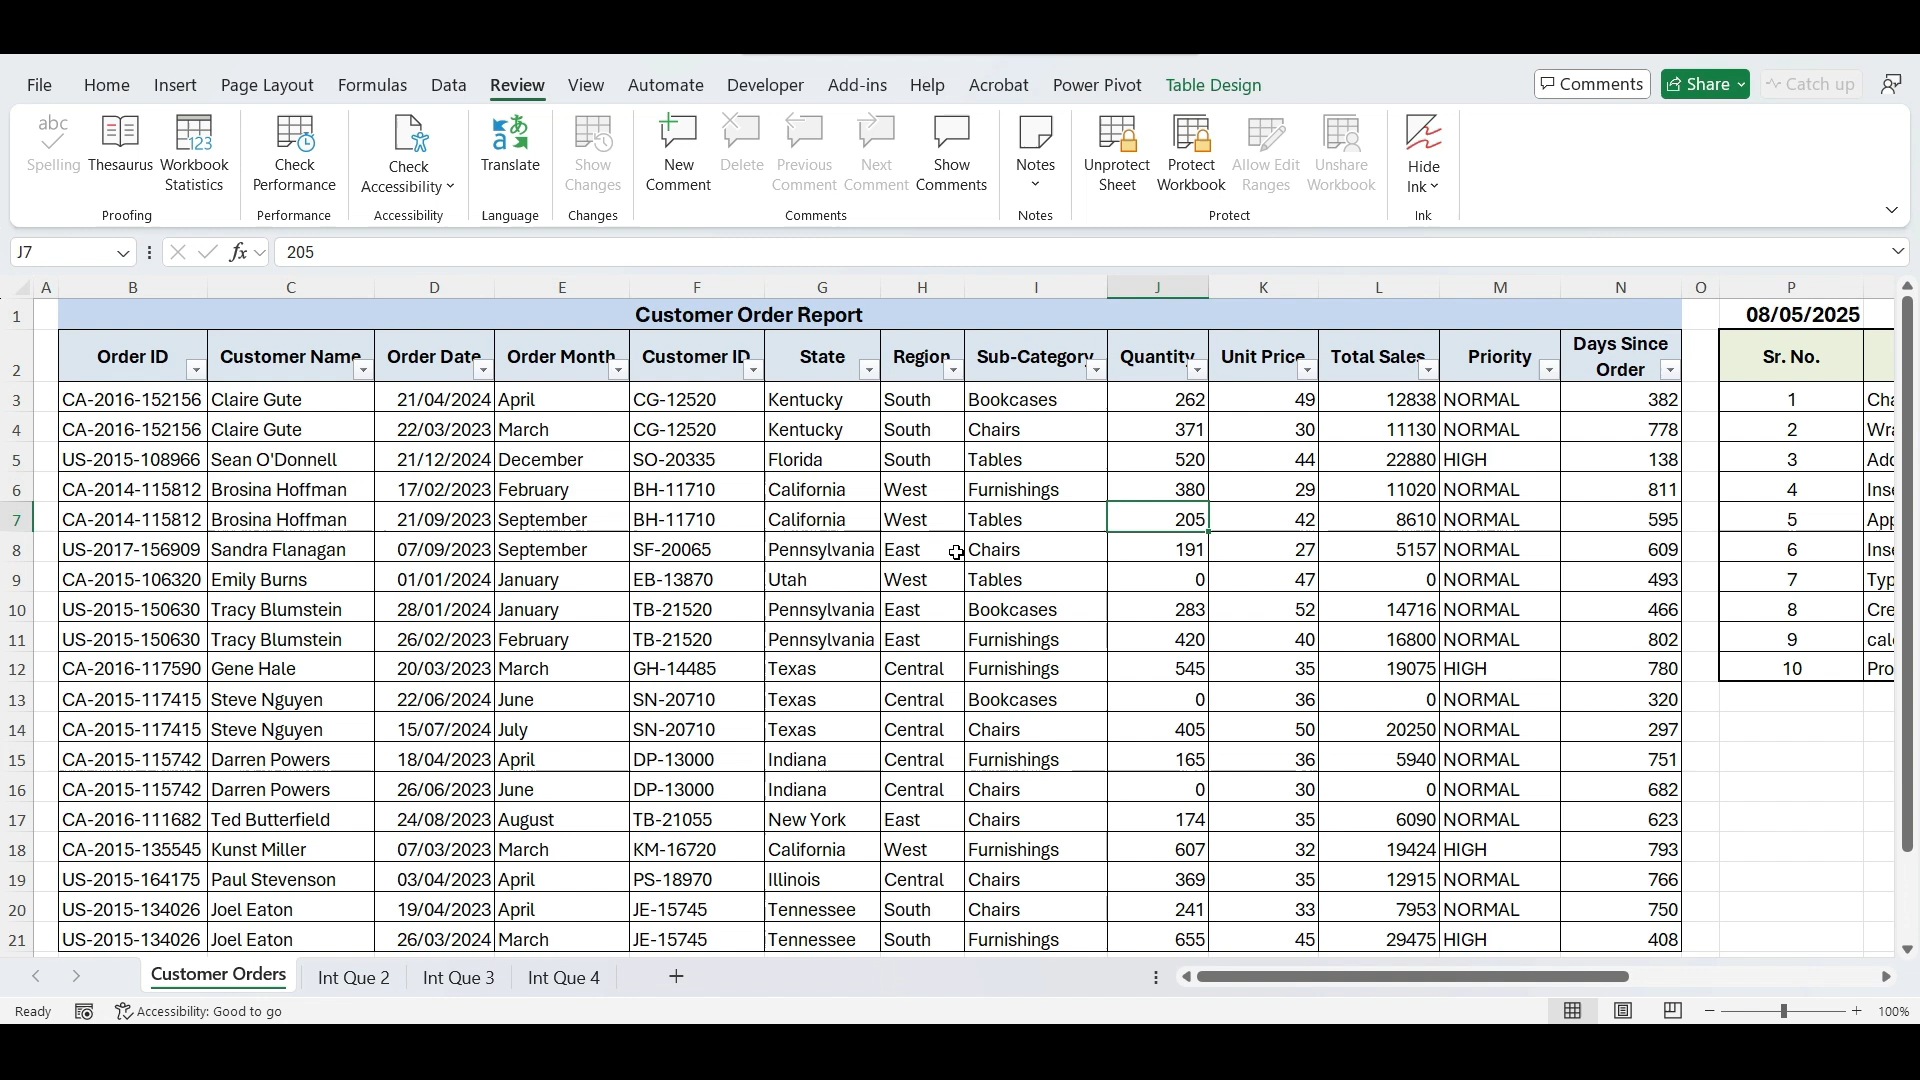 File Home Insert Page Layout Formulas Data Review View Automate Developer Add-ins Help Acrobat Power Pivot Table Design Comments Share Catch up
abc
Spelling Thesaurus Workbook Statistics Check Performance Check Accessibility Translate Show Changes New Comment Delete Previous Comment Next Comment Show Comments Notes Unprotect Sheet Protect Workbook Allow Edit Ranges Unshare Workbook Hide Ink
Proofing Performance Accessibility Language Changes Comments Notes Protect Ink
J7 fx 205
A B C D E F G H I J K L M N O P
1 Customer Order Report 08/05/2025
2 Order ID Customer Name Order Date Order Month Customer ID State Region Sub-Category Quantity Unit Price Total Sales Priority Days Since Order Sr. No.
3 CA-2016-152156 Claire Gute 21/04/2024 April CG-12520 Kentucky South Bookcases 262 49 12838 NORMAL 382 1 Cha
4 CA-2016-152156 Claire Gute 22/03/2023 March CG-12520 Kentucky South Chairs 371 30 11130 NORMAL 778 2 Wra
5 US-2015-108966 Sean O'Donnell 21/12/2024 December SO-20335 Florida South Tables 520 44 22880 HIGH 138 3 Add
6 CA-2014-115812 Brosina Hoffman 17/02/2023 February BH-11710 California West Furnishings 380 29 11020 NORMAL 811 4 Inse
7 CA-2014-115812 Brosina Hoffman 21/09/2023 September BH-11710 California West Tables 205 42 8610 NORMAL 595 5 App
8 US-2017-156909 Sandra Flanagan 07/09/2023 September SF-20065 Pennsylvania East Chairs 191 27 5157 NORMAL 609 6 Inse
9 CA-2015-106320 Emily Burns 01/01/2024 January EB-13870 Utah West Tables 0 47 0 NORMAL 493 7 Typ
10 US-2015-150630 Tracy Blumstein 28/01/2024 January TB-21520 Pennsylvania East Bookcases 283 52 14716 NORMAL 466 8 Cre
11 US-2015-150630 Tracy Blumstein 26/02/2023 February TB-21520 Pennsylvania East Furnishings 420 40 16800 NORMAL 802 9 calc
12 CA-2016-117590 Gene Hale 20/03/2023 March GH-14485 Texas Central Furnishings 545 35 19075 HIGH 780 10 Pro
13 CA-2015-117415 Steve Nguyen 22/06/2024 June SN-20710 Texas Central Bookcases 0 36 0 NORMAL 320
14 CA-2015-117415 Steve Nguyen 15/07/2024 July SN-20710 Texas Central Chairs 405 50 20250 NORMAL 297
15 CA-2015-115742 Darren Powers 18/04/2023 April DP-13000 Indiana Central Furnishings 165 36 5940 NORMAL 751
16 CA-2015-115742 Darren Powers 26/06/2023 June DP-13000 Indiana Central Chairs 0 30 0 NORMAL 682
17 CA-2016-111682 Ted Butterfield 24/08/2023 August TB-21055 New York East Chairs 174 35 6090 NORMAL 623
18 CA-2015-135545 Kunst Miller 07/03/2023 March KM-16720 California West Furnishings 607 32 19424 HIGH 793
19 US-2015-164175 Paul Stevenson 03/04/2023 April PS-18970 Illinois Central Chairs 369 35 12915 NORMAL 766
20 US-2015-134026 Joel Eaton 19/04/2023 April JE-15745 Tennessee South Chairs 241 33 7953 NORMAL 750
21 US-2015-134026 Joel Eaton 26/03/2024 March JE-15745 Tennessee South Furnishings 655 45 29475 HIGH 408
Customer Orders Int Que 2 Int Que 3 Int Que 4
Ready Accessibility: Good to go 100%